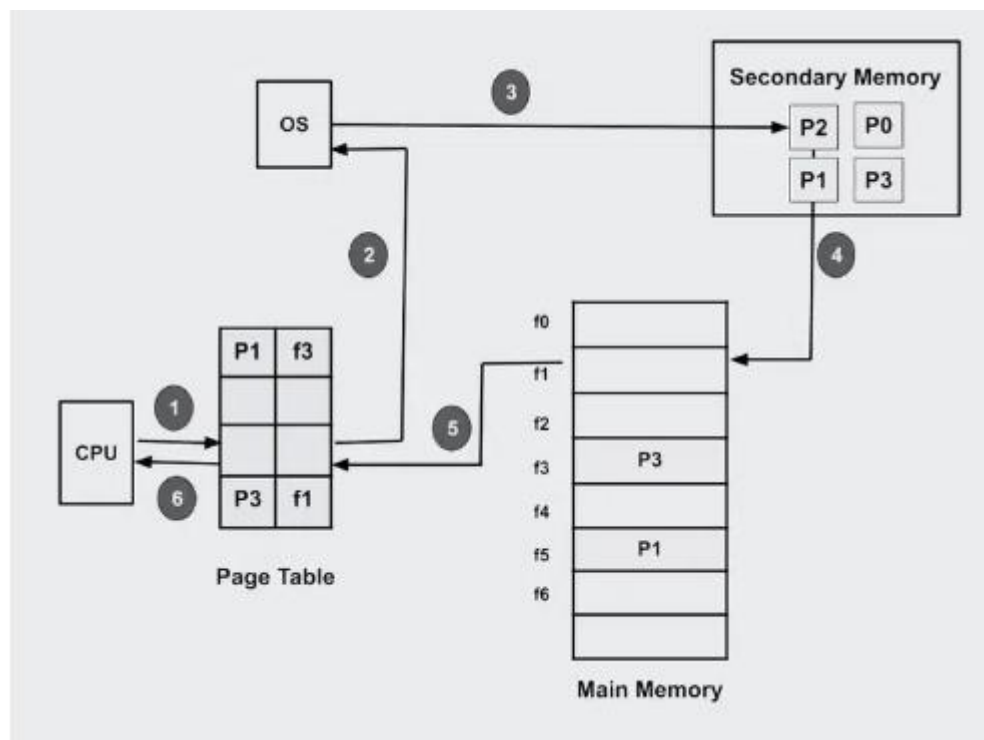 Secondary Memory
3
OS
P2 P0
P1 P3
2
4
f0
P1 f3
f1
1
f2
5
CPU
P3
f3
6
P3 f1
f4
P1
f5
Page Table
f6
Main Memory